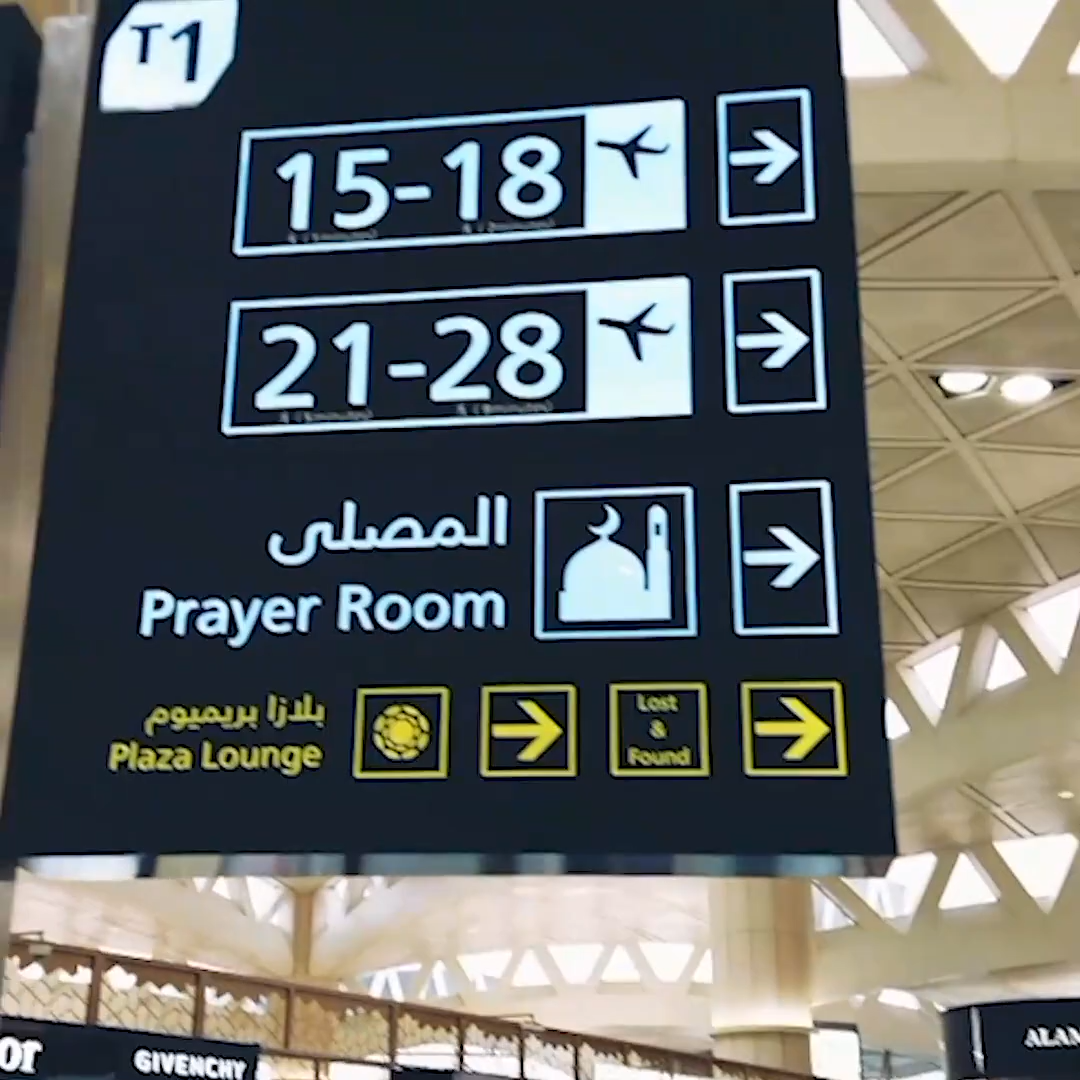 T1
15-18
21-28
المصلى
Prayer Room
بلازا بريميوم
Plaza Lounge
Lost
&
Found
GIVENCHY